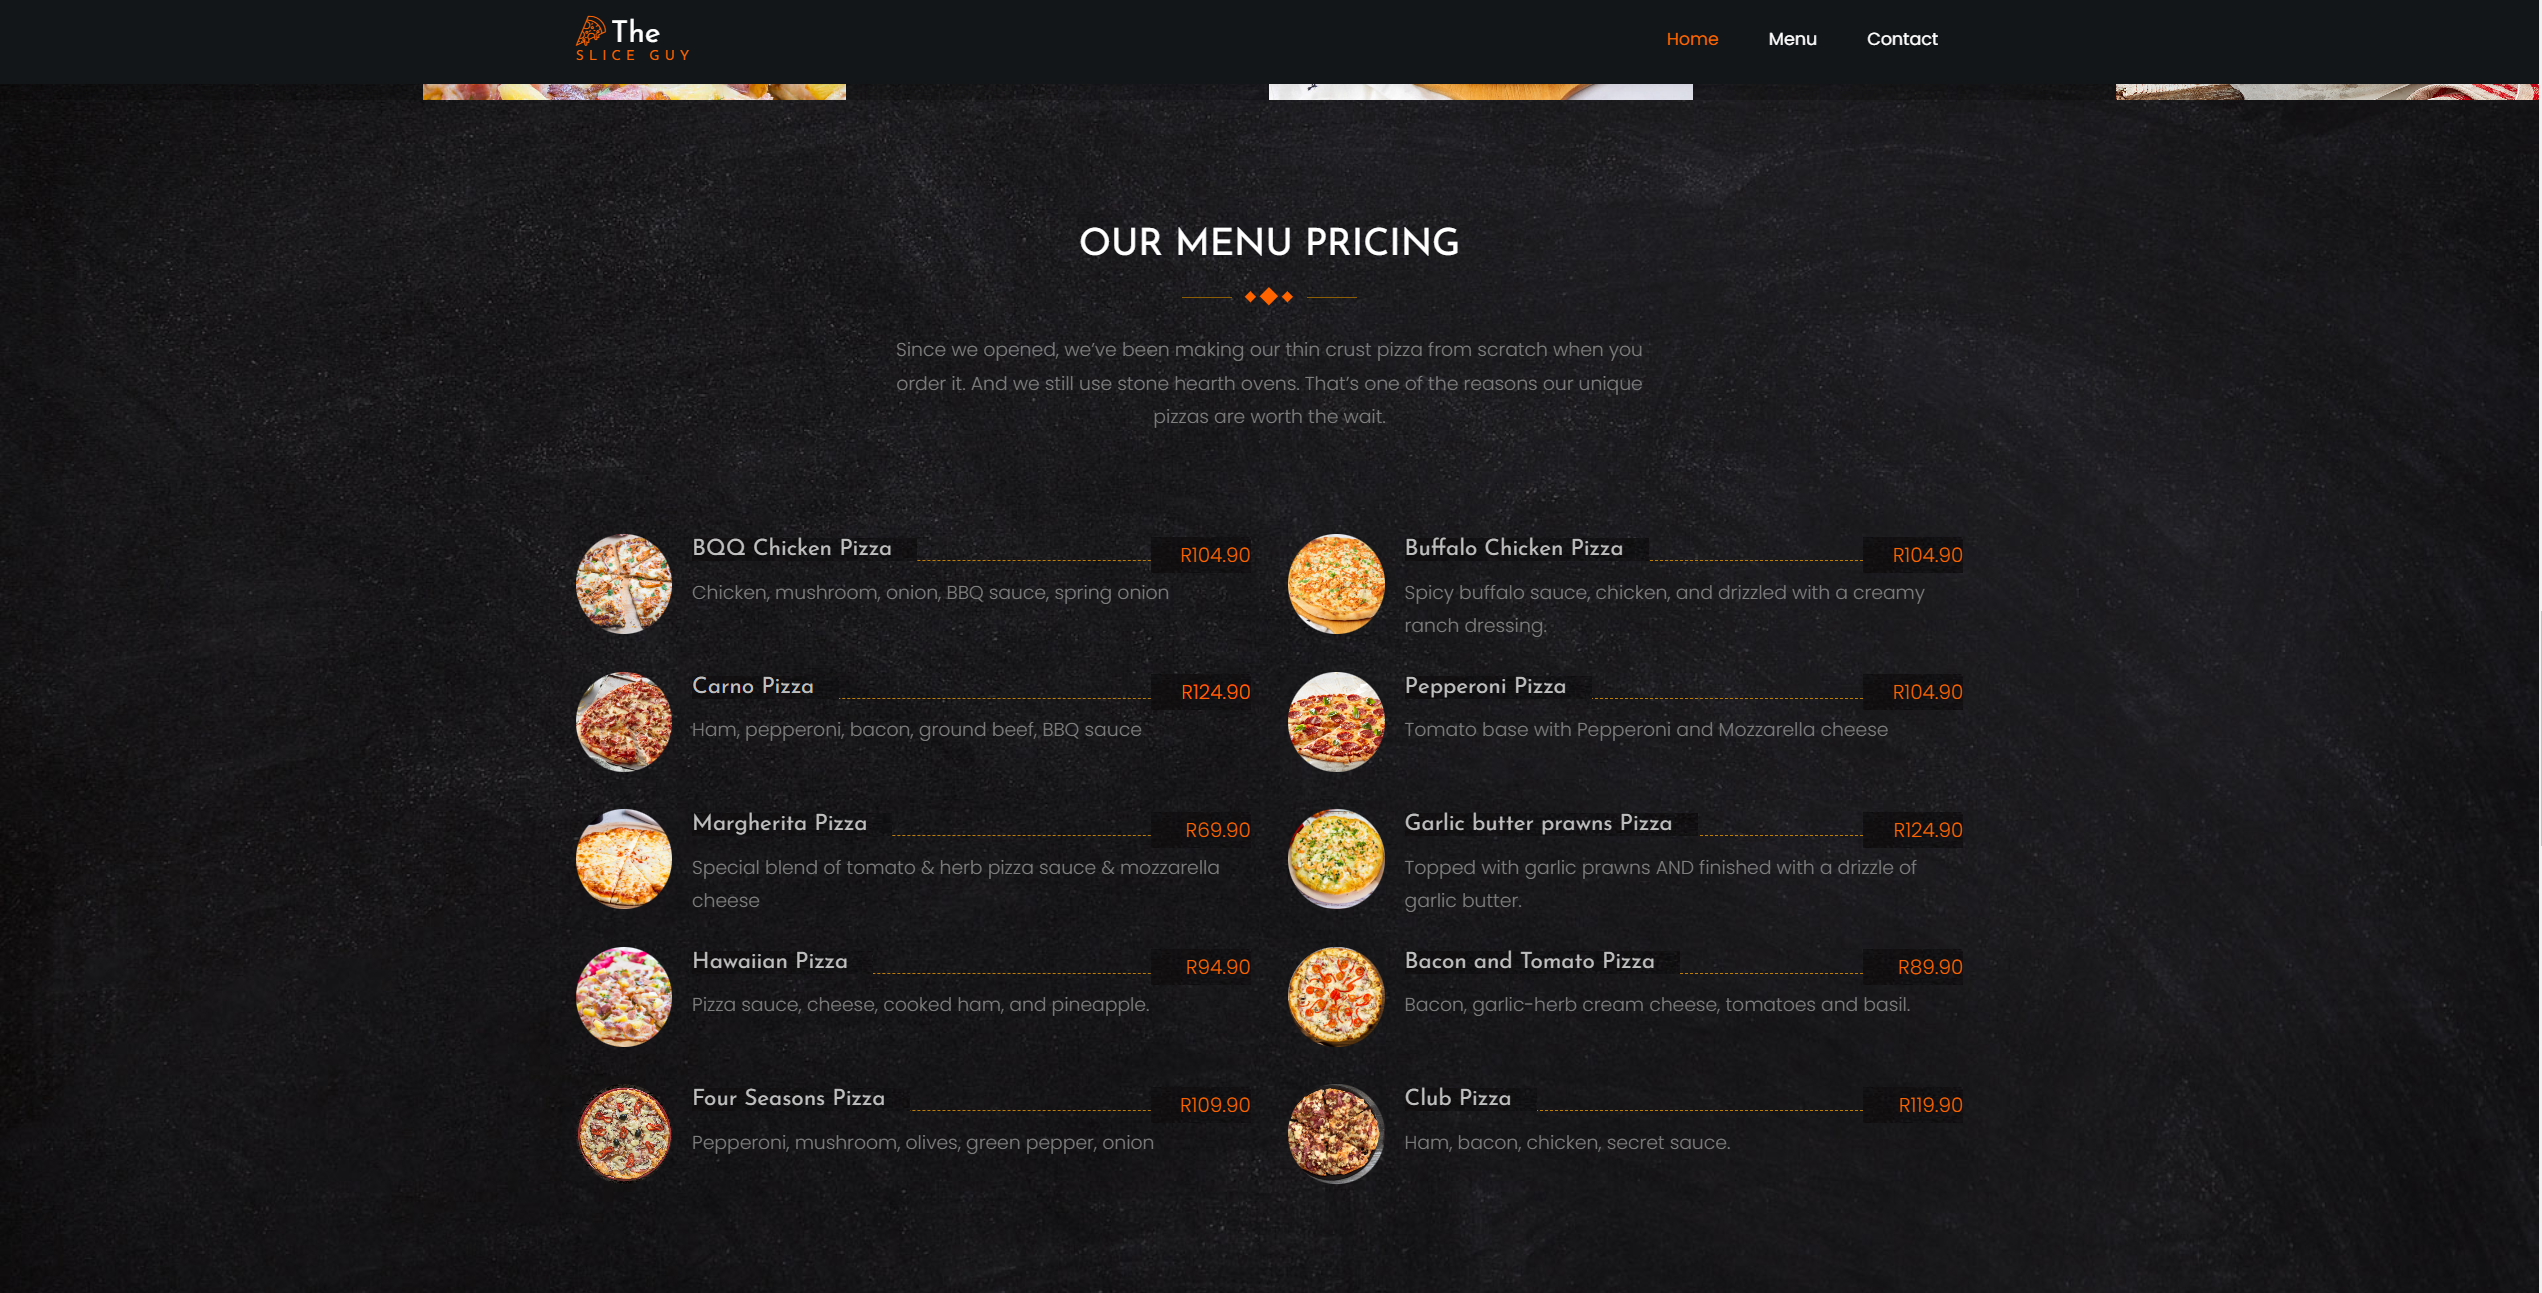 The
SLICE GUY
Home
Menu
Contact
OUR MENU PRICING
Since we opened, we've been making our thin crust pizza from scratch when you
order it. And we still use stone hearth ovens. That's one of the reasons our unique
pizzas are worth the wait.
BQQ Chicken Pizza R104.90
Chicken, mushroom, onion, BBQ sauce, spring onion
Carno Pizza R124.90
Ham, pepperoni, bacon, ground beef, BBQ sauce
Margherita Pizza R69.90
Special blend of tomato & herb pizza sauce & mozzarella
cheese
Hawaiian Pizza R94.90
Pizza sauce, cheese, cooked ham, and pineapple.
Four Seasons Pizza R109.90
Pepperoni, mushroom, olives, green pepper, onion
Buffalo Chicken Pizza R104.90
Spicy buffalo sauce, chicken, and drizzled with a creamy
ranch dressing.
Pepperoni Pizza R104.90
Tomato base with Pepperoni and Mozzarella cheese
Garlic butter prawns Pizza R124.90
Topped with garlic prawns AND finished with a drizzle of
garlic butter.
Bacon and Tomato Pizza R89.90
Bacon, garlic-herb cream cheese, tomatoes and basil.
Club Pizza R119.90
Ham, bacon, chicken, secret sauce.